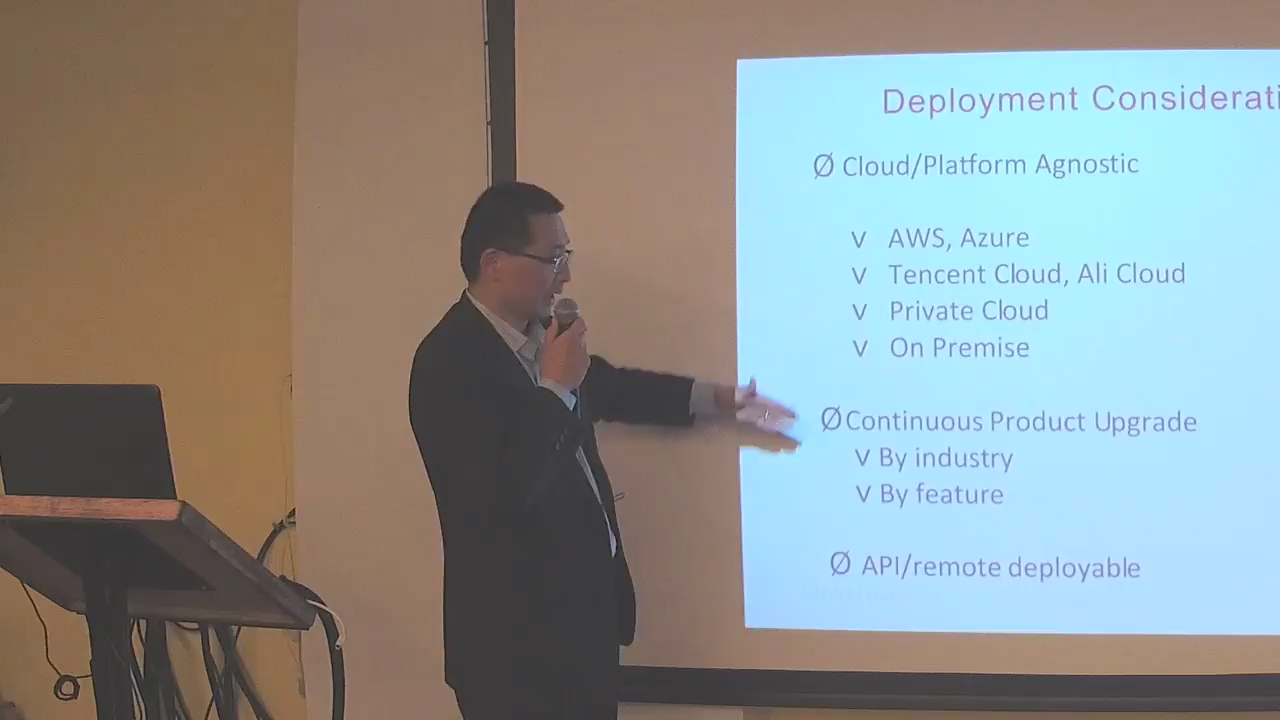 Deployment Considerati
Ø Cloud/Platform Agnostic
v AWS, Azure
v Tencent Cloud, Ali Cloud
v Private Cloud
v On Premise
Ø Continuous Product Upgrade
v By industry
v By feature
Ø API/remote deployable